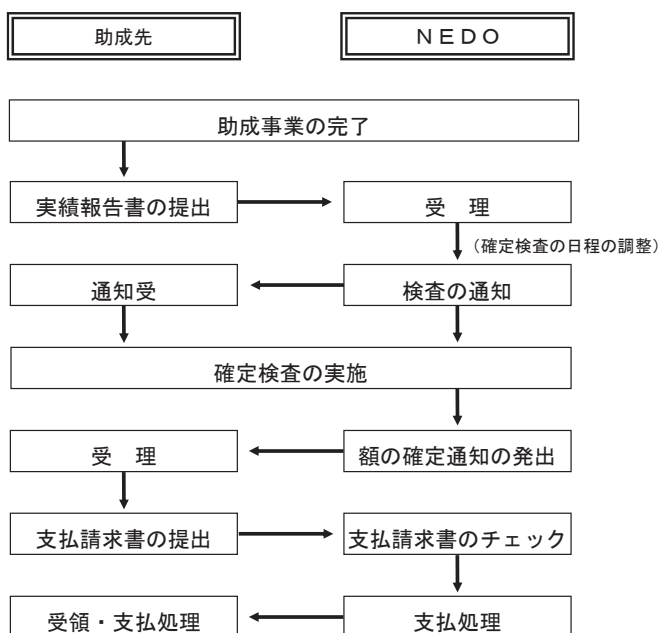 助成先
ＮＥＤＯ
助成事業の完了
実績報告書の提出
受　理
（確定検査の日程の調整）
通知受
検査の通知
確定検査の実施
受　理
額の確定通知の発出
支払請求書の提出
支払請求書のチェック
受領・支払処理
支払処理